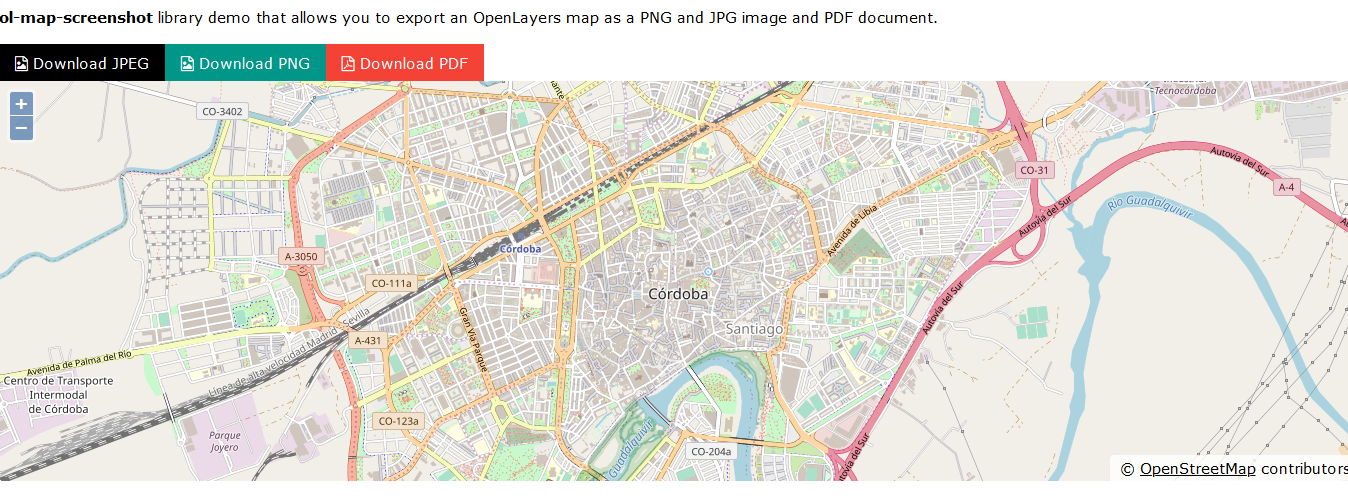 ol-map-screenshot library demo that allows you to export an OpenLayers map as a PNG and JPG image and PDF document.
Download JPEG
Download PNG
Download PDF
+
−
CO-3402
Tecnocórdoba
Autovía del Sur
CO-31
A-4
Río Guadalquivir
Autovía del Sur
Avenida de Libia
Córdoba
A-3050
CO-111a
Córdoba
Autovía del Sur
Gran Vía Parque
Santiago
A-431
Línea de alta velocidad Madrid - Sevilla
Avenida de Palma del Río
Centro de Transporte
Intermodal
de Córdoba
CO-123a
Parque
Joyero
Guadalquivir
CO-204a
© OpenStreetMap contributors